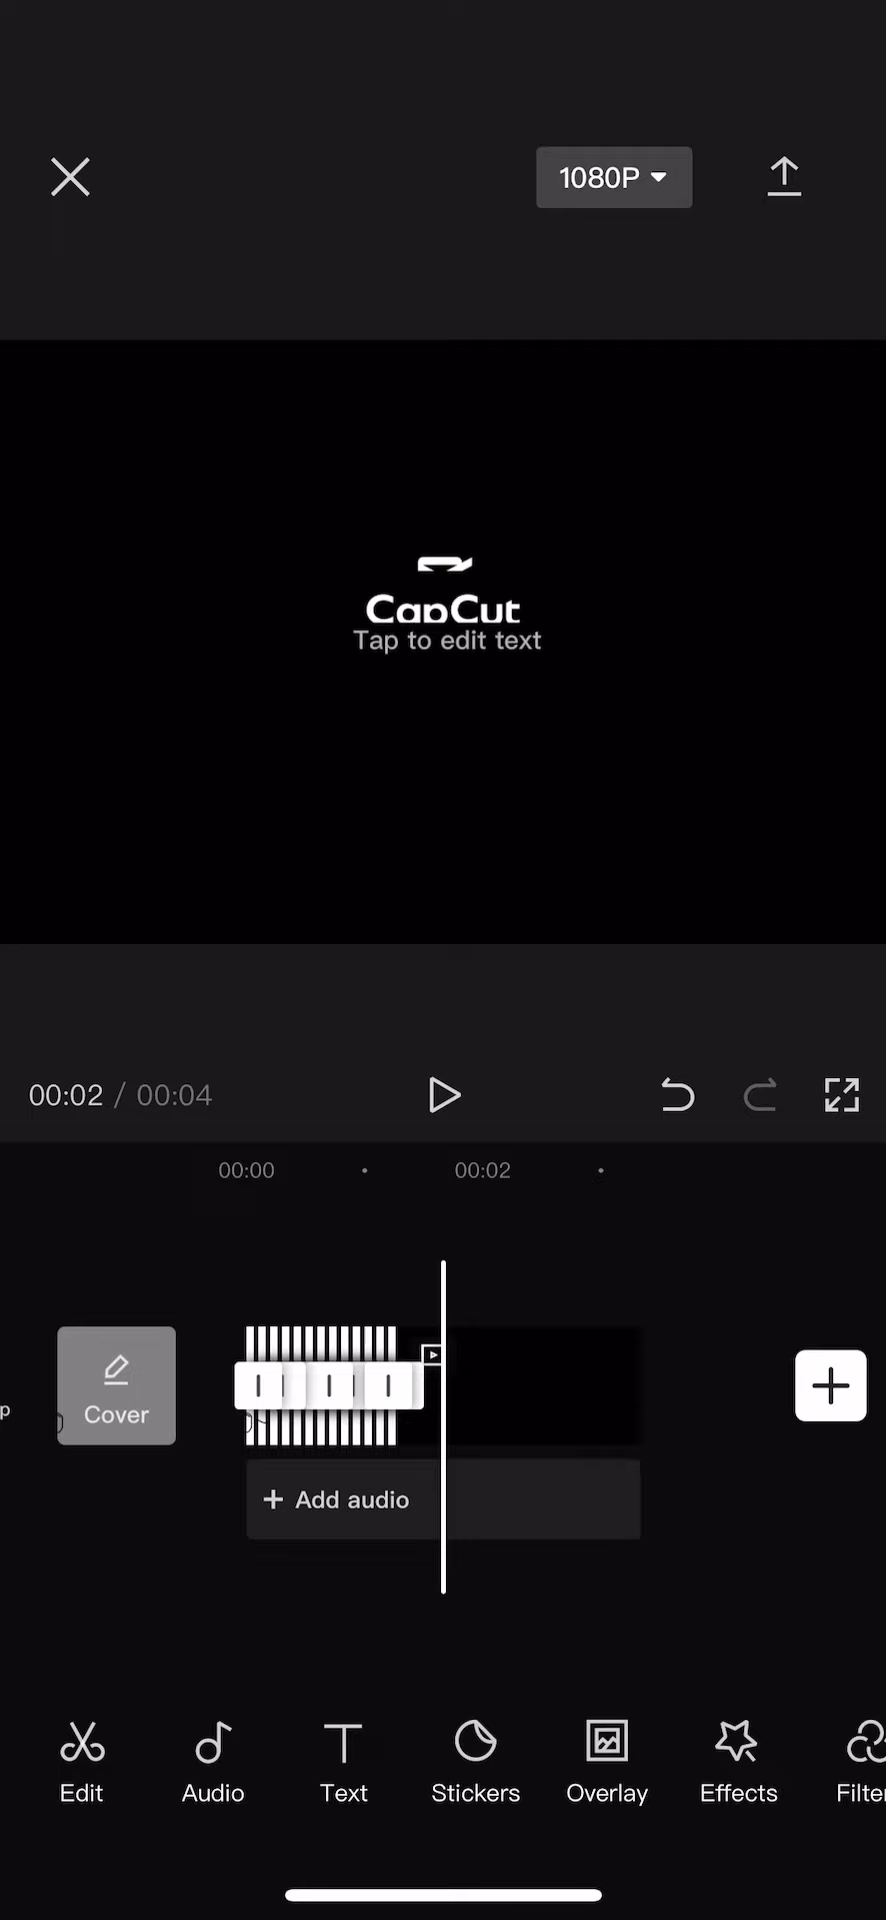 1080P
CapCut
Tap to edit text
00:02 / 00:04
00:00
00:02
p
Cover
+ Add audio
Edit
Audio
Text
Stickers
Overlay
Effects
Filter